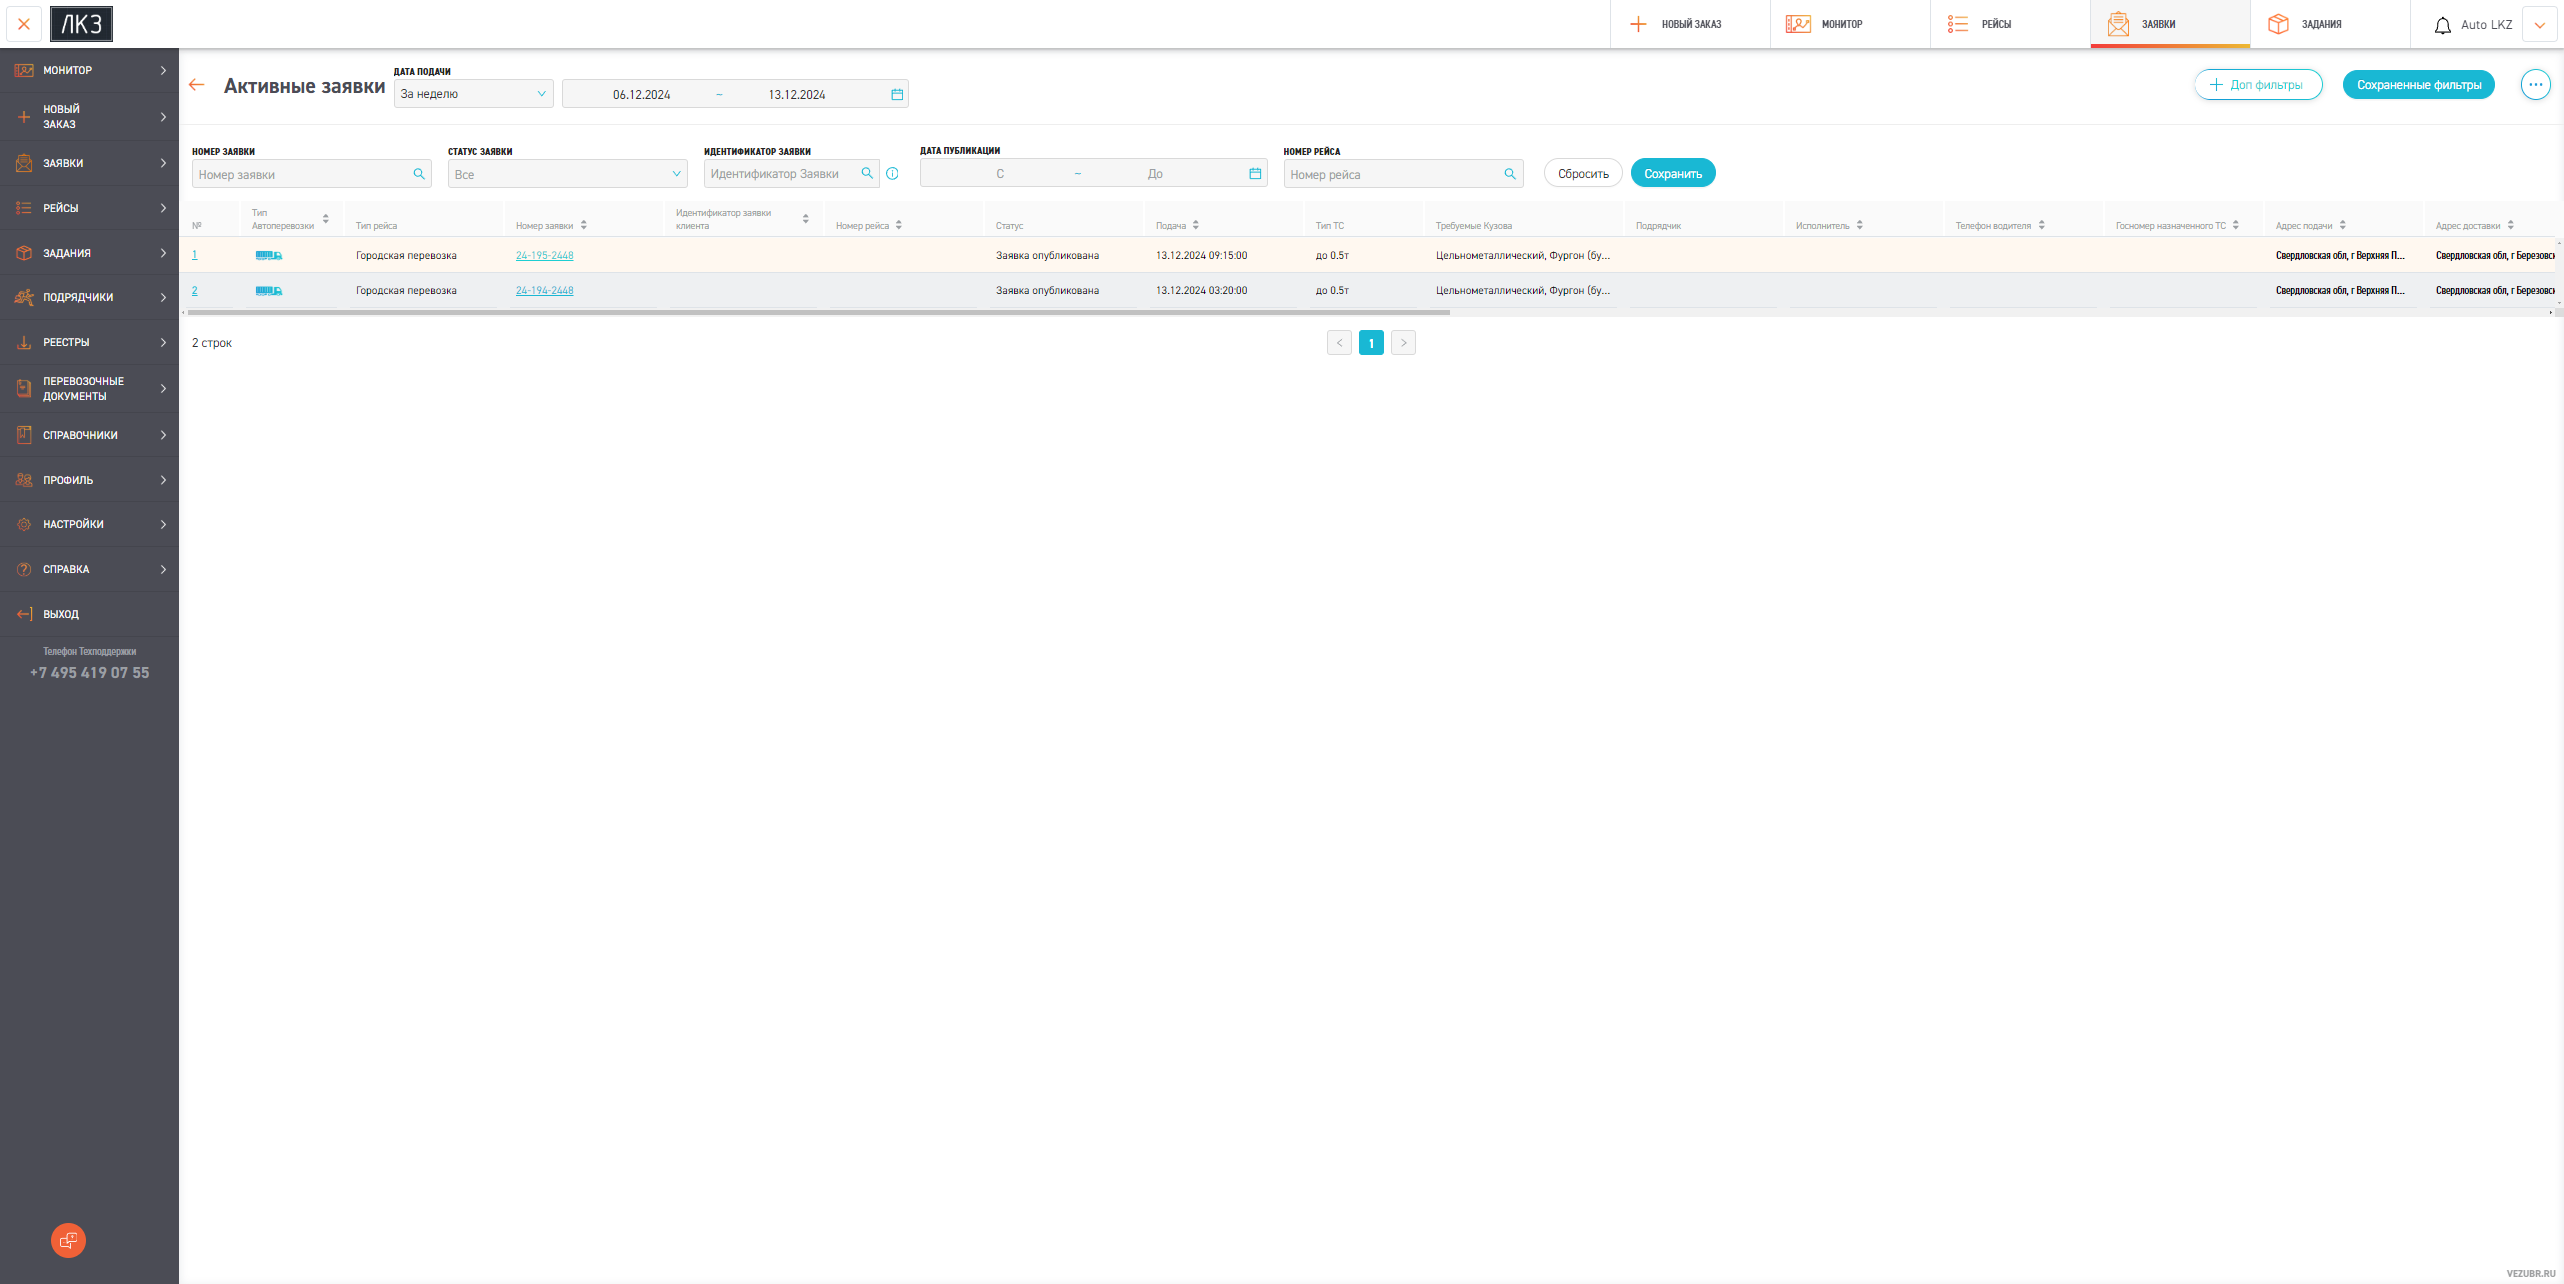 ЛКЗ
НОВЫЙ ЗАКАЗ
МОНИТОР
РЕЙСЫ
ЗАЯВКИ
ЗАДАНИЯ
Auto LKZ
МОНИТОР
НОВЫЙ
ЗАКАЗ
ЗАЯВКИ
РЕЙСЫ
ЗАДАНИЯ
ПОДРЯДЧИКИ
РЕЕСТРЫ
ПЕРЕВОЗОЧНЫЕ
ДОКУМЕНТЫ
СПРАВОЧНИКИ
ПРОФИЛЬ
НАСТРОЙКИ
СПРАВКА
ВЫХОД
Телефон Техподдержки
+7 495 419 07 55
Активные заявки
ДАТА ПОДАЧИ
За неделю
06.12.2024 ~ 13.12.2024
+ Доп фильтры
Сохраненные фильтры
НОМЕР ЗАЯВКИ
Номер заявки
СТАТУС ЗАЯВКИ
Все
ИДЕНТИФИКАТОР ЗАЯВКИ
Идентификатор Заявки
ДАТА ПУБЛИКАЦИИ
С ~ До
НОМЕР РЕЙСА
Номер рейса
Сбросить
Сохранить
№
Тип
Автоперевозки
Тип рейса
Номер заявки
Идентификатор заявки
клиента
Номер рейса
Статус
Подача
Тип ТС
Требуемые Кузова
Подрядчик
Исполнитель
Телефон водителя
Госномер назначенного ТС
Адрес подачи
Адрес доставки
1 Городская перевозка 24-195-2448 Заявка опубликована 13.12.2024 09:15:00 до 0.5т Цельнометаллический, Фургон (бу... Свердловская обл, г Верхняя П... Свердловская обл, г Березовск
2 Городская перевозка 24-194-2448 Заявка опубликована 13.12.2024 03:20:00 до 0.5т Цельнометаллический, Фургон (бу... Свердловская обл, г Верхняя П... Свердловская обл, г Березовск
2 строк
< 1 >
VEZUBR.RU